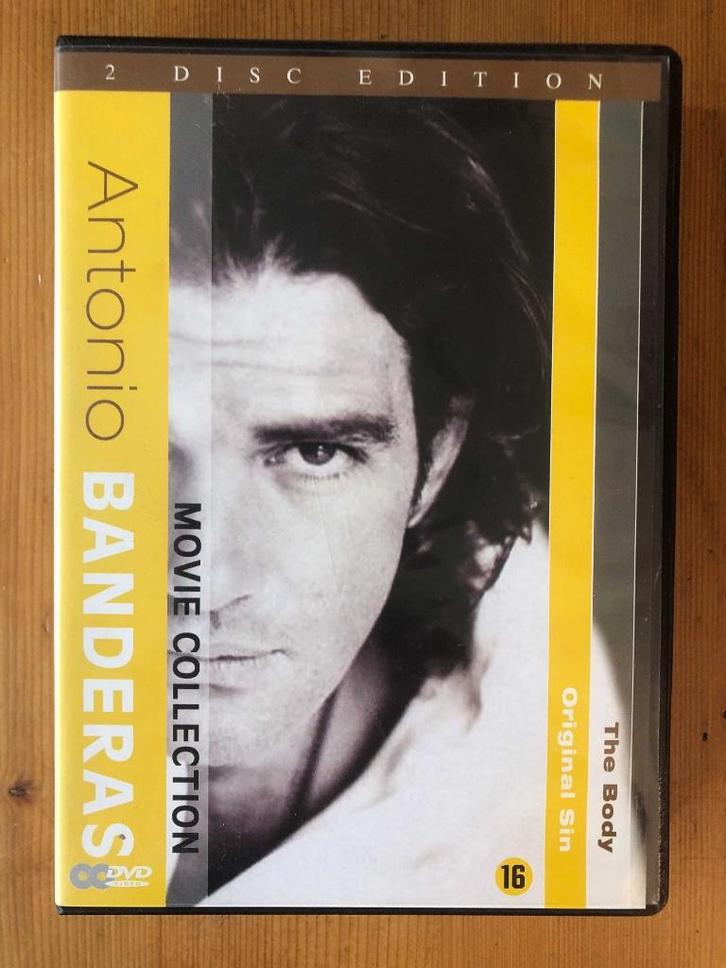 2 DISC EDITION
Antonio BANDERAS
MOVIE COLLECTION
The Body
Original Sin
16
DVD
VIDEO